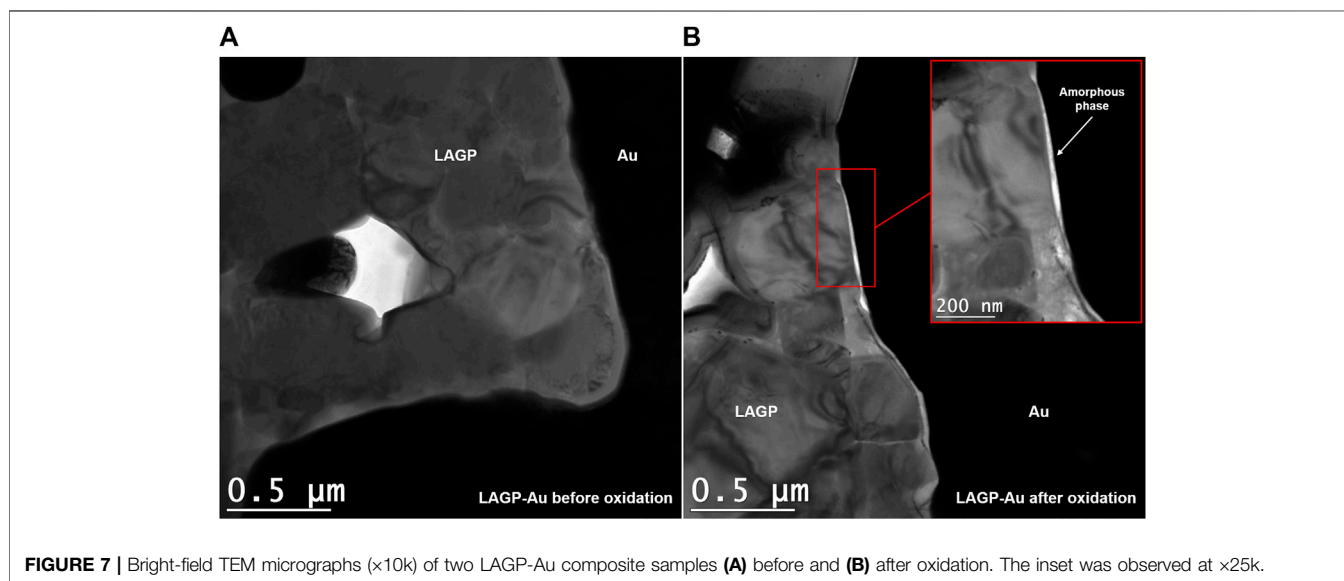 A
B
LAGP
Au
0.5 µm
LAGP-Au before oxidation
Amorphous
phase
200 nm
LAGP
Au
0.5 µm
LAGP-Au after oxidation
FIGURE 7 | Bright-field TEM micrographs (×10k) of two LAGP-Au composite samples (A) before and (B) after oxidation. The inset was observed at ×25k.